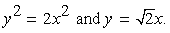 y² = 2x² and y = √2x.